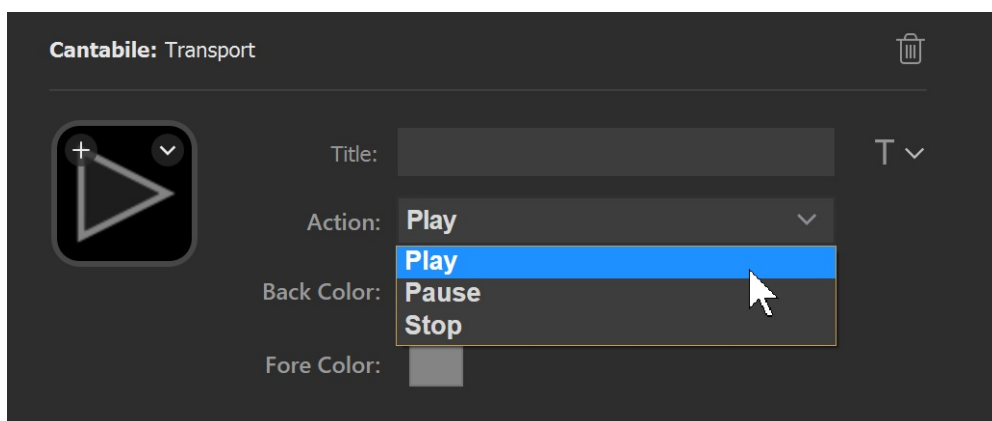 Cantabile: Transport
Title:
T
Action: Play
Play
Back Color: Pause
Stop
Fore Color: